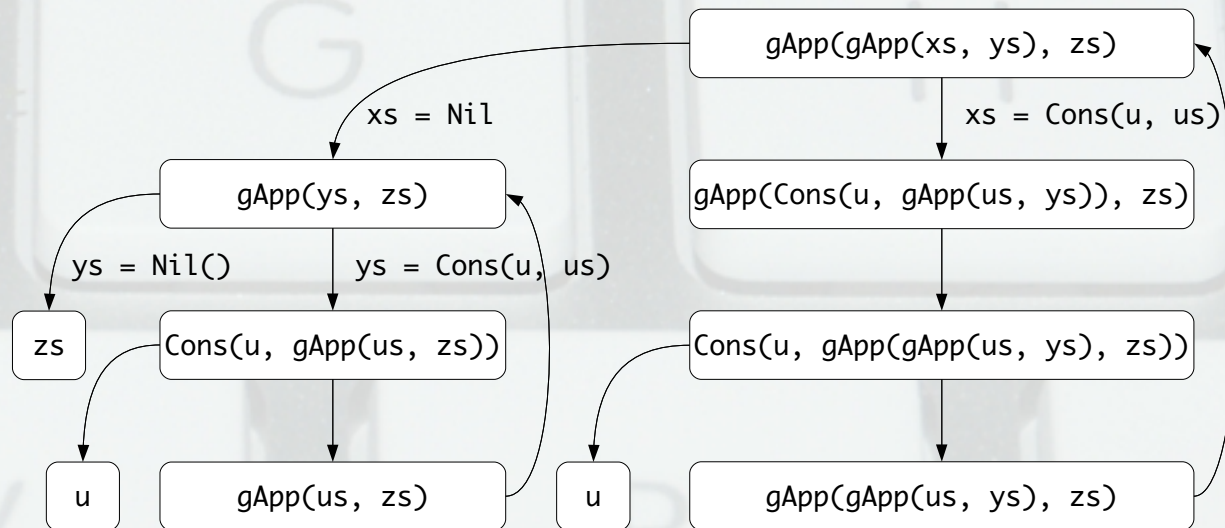 gApp(gApp(xs, ys), zs)
xs = Nil
xs = Cons(u, us)
gApp(ys, zs)
gApp(Cons(u, gApp(us, ys)), zs)
ys = Nil()
ys = Cons(u, us)
zs
Cons(u, gApp(us, zs))
Cons(u, gApp(gApp(us, ys), zs))
u
gApp(us, zs)
u
gApp(gApp(us, ys), zs)
G